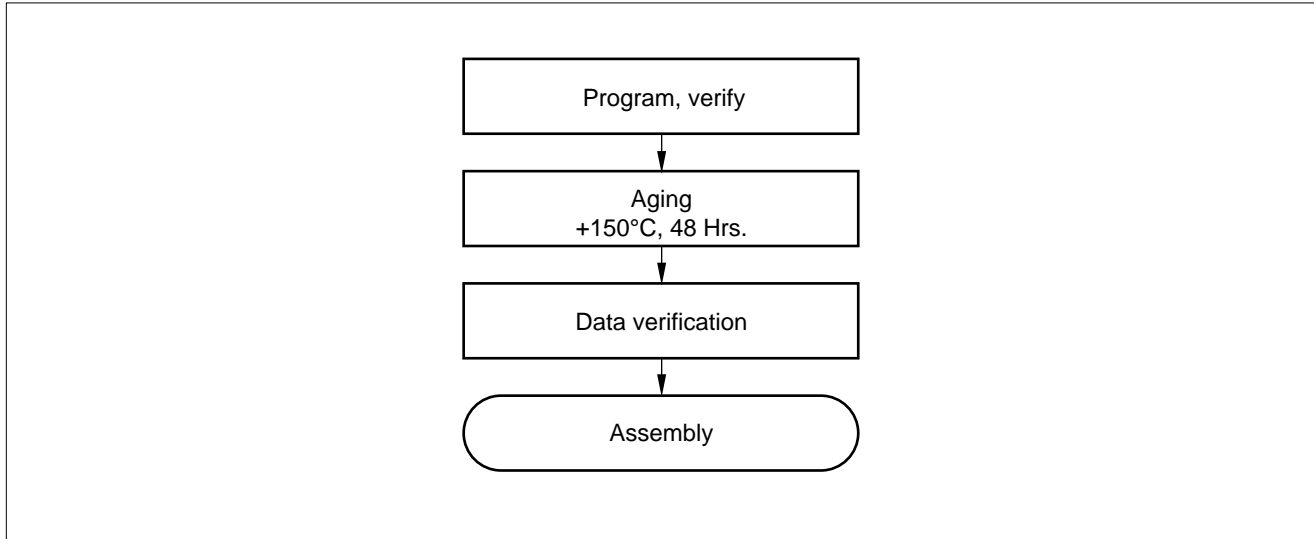 Program, verify
Aging
+150°C, 48 Hrs.
Data verification
Assembly